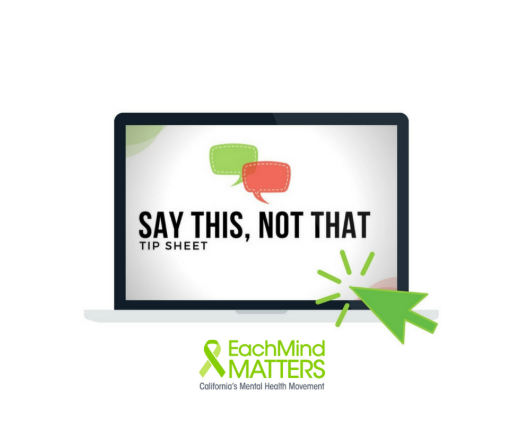 SAY THIS, NOT THAT
TIP SHEET
EachMind
MATTERS
California's Mental Health Movement